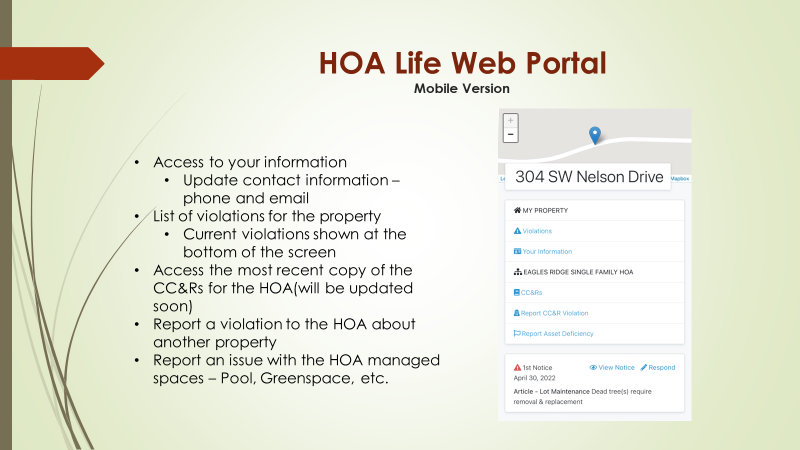 HOA Life Web Portal
Mobile Version
• Access to your information
• Update contact information –
phone and email
• List of violations for the property
• Current violations shown at the
bottom of the screen
• Access the most recent copy of the
CC&Rs for the HOA(will be updated
soon)
• Report a violation to the HOA about
another property
• Report an issue with the HOA managed
spaces – Pool, Greenspace, etc.
+
−
304 SW Nelson Drive
Mapbox
MY PROPERTY
Violations
Your Information
EAGLES RIDGE SINGLE FAMILY HOA
CC&Rs
Report CC&R Violation
Report Asset Deficiency
1st Notice View Notice Respond
April 30, 2022
Article - Lot Maintenance Dead tree(s) require
removal & replacement